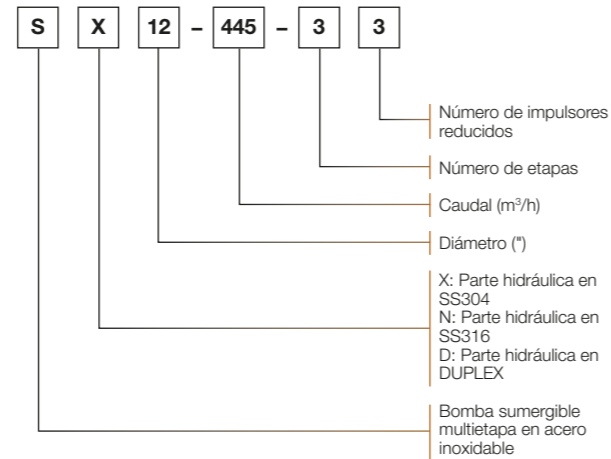 S X 12 - 445 - 3 3
Número de impulsores
reducidos
Número de etapas
Caudal (m³/h)
Diámetro (")
X: Parte hidráulica en
SS304
N: Parte hidráulica en
SS316
D: Parte hidráulica en
DUPLEX
Bomba sumergible
multietapa en acero
inoxidable